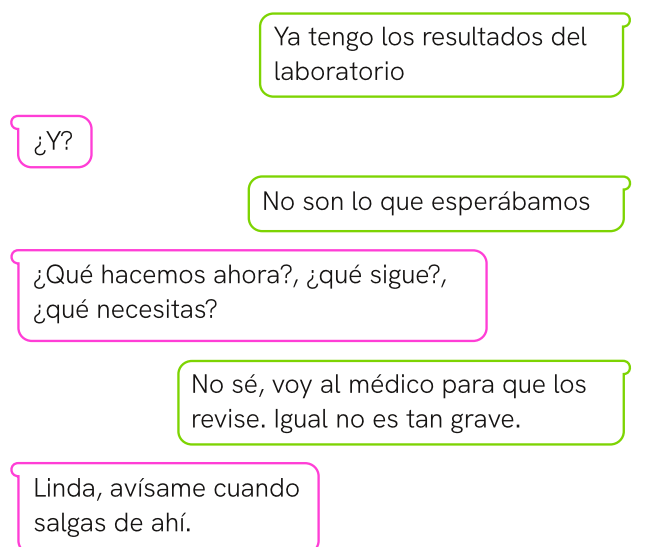 Ya tengo los resultados del
laboratorio
¿Y?
No son lo que esperábamos
¿Qué hacemos ahora?, ¿qué sigue?,
¿qué necesitas?
No sé, voy al médico para que los
revise. Igual no es tan grave.
Linda, avísame cuando
salgas de ahí.